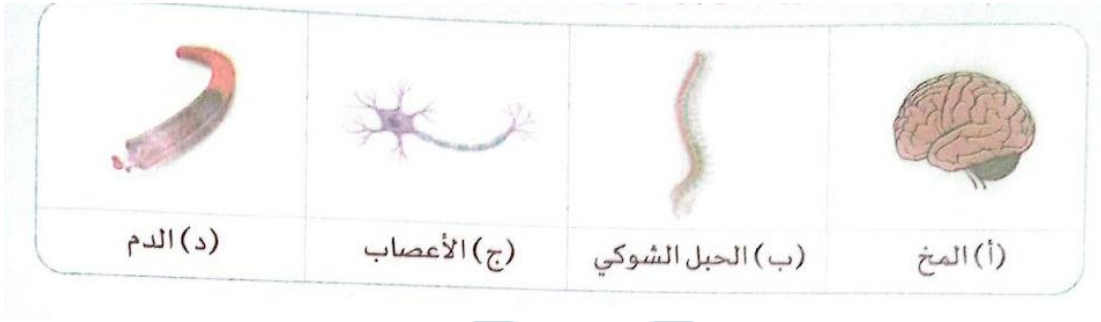 (أ) المخ
(ب) الحبل الشوكي
(ج) الأعصاب
(د) الدم